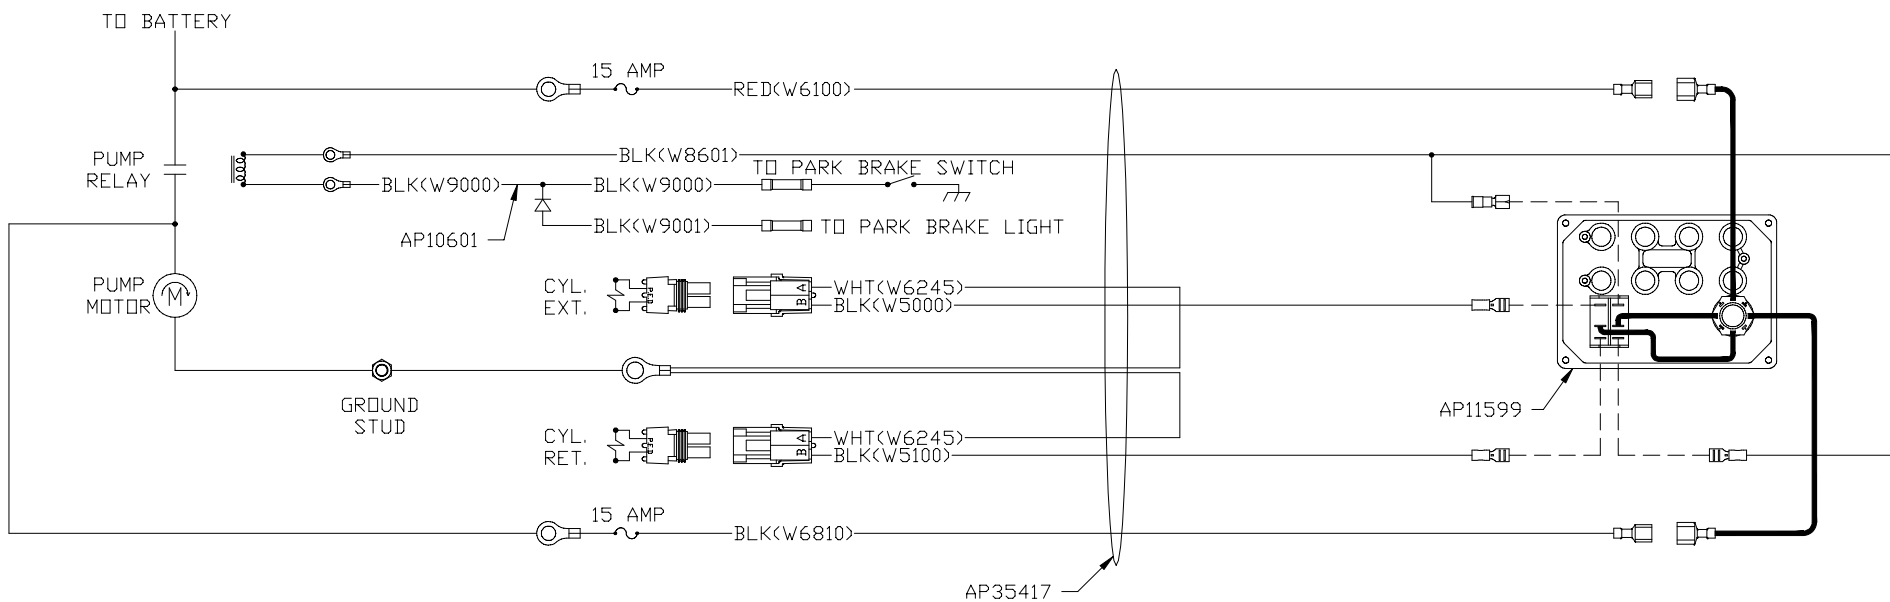 TO BATTERY
15 AMP
RED(W6100)
PUMP
RELAY
BLK(W8601)
TO PARK BRAKE SWITCH
BLK(W9000)
BLK(W9000)
AP10601
BLK(W9001)
TO PARK BRAKE LIGHT
PUMP
MOTOR
M
CYL.
EXT.
PED
A
B
WHT(W6245)
BLK(W5000)
GROUND
STUD
AP11599
CYL.
RET.
PED
A
B
WHT(W6245)
BLK(W5100)
15 AMP
BLK(W6810)
AP35417